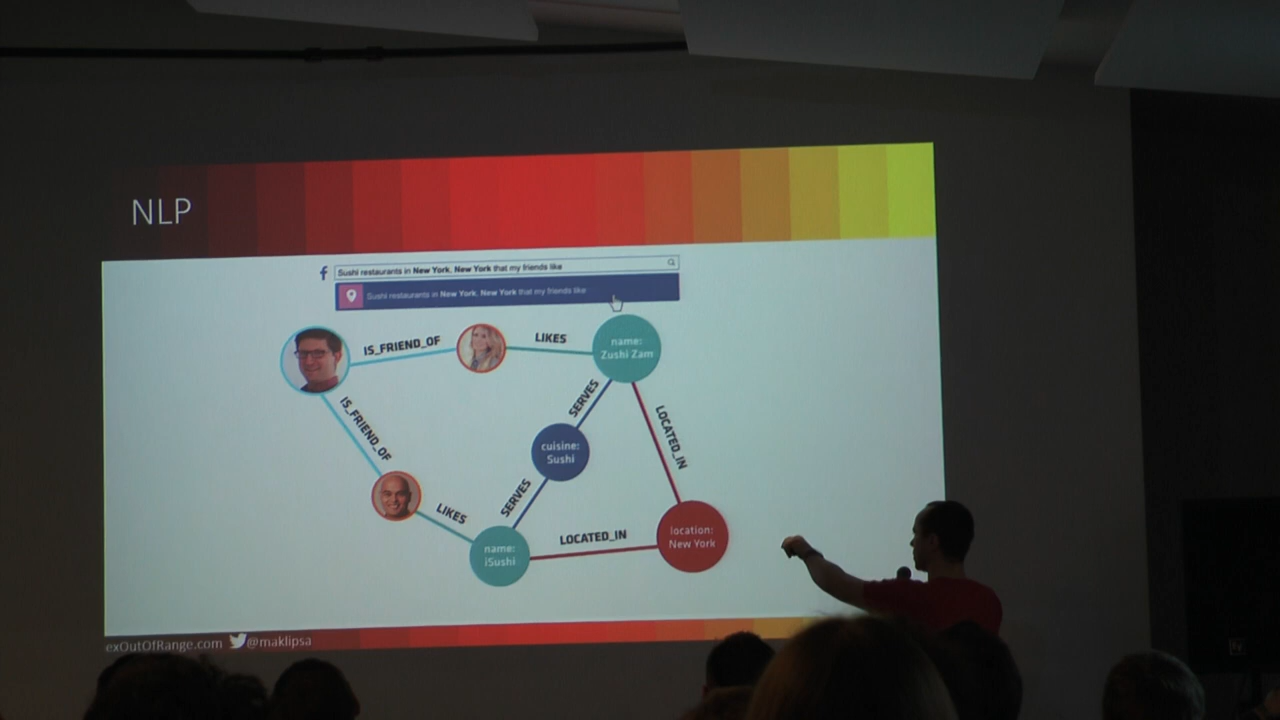 NLP
f
Sushi restaurants in New York, New York that my friends like
Sushi restaurants in New York, New York that my friends like
IS_FRIEND_OF
LIKES
name:
Zushi Zam
IS_FRIEND_OF
SERVES
LOCATED_IN
cuisine:
Sushi
LIKES
SERVES
name:
iSushi
LOCATED_IN
location:
New York
exOutOfRange.com @maklipsa